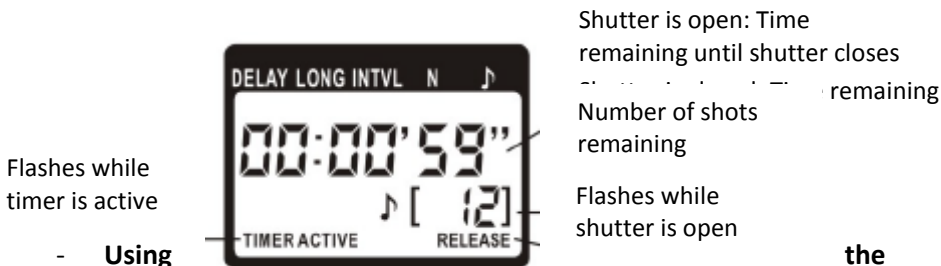 Shutter is open: Time
remaining until shutter closes
remaining
Number of shots
remaining
Flashes while
shutter is open
Flashes while
timer is active
DELAY LONG INTVL N ♪
00:00'59"
♪ [ 12]
TIMER ACTIVE RELEASE
- Using the